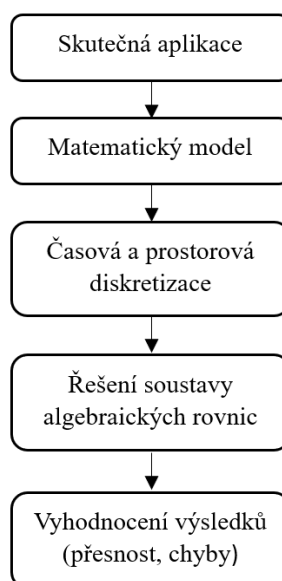 Skutečná aplikace
Matematický model
Časová a prostorová
diskretizace
Řešení soustavy
algebraických rovnic
Vyhodnocení výsledků
(přesnost, chyby)